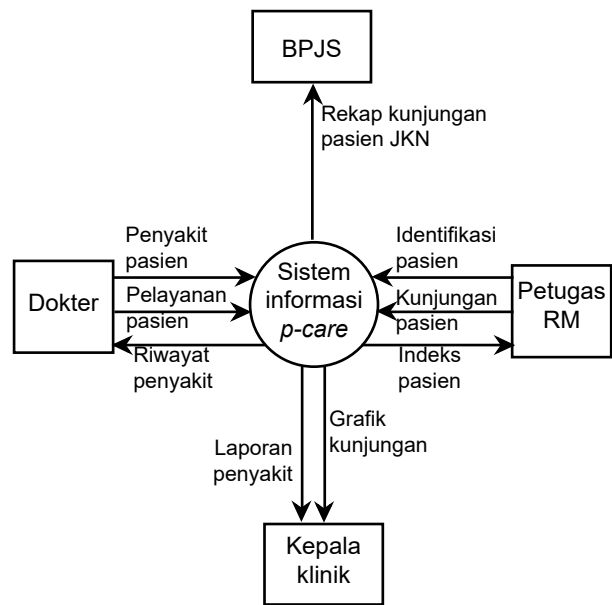 BPJS
Rekap kunjungan
pasien JKN
Penyakit
pasien
Identifikasi
pasien
Dokter
Pelayanan
pasien
Sistem
informasi
p-care
Kunjungan
pasien
Petugas
RM
Riwayat
penyakit
Indeks
pasien
Laporan
penyakit
Grafik
kunjungan
Kepala
klinik